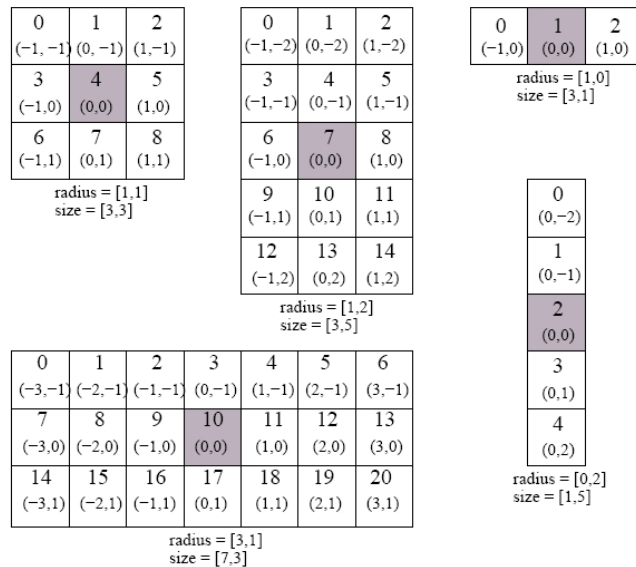 0 1 2
(−1, −1) (0, −1) (1,−1)
3 4 5
(−1,0) (0,0) (1,0)
6 7 8
(−1,1) (0,1) (1,1)
radius = [1,1]
size = [3,3]
0 1 2
(−1,−2) (0,−2) (1,−2)
3 4 5
(−1,−1) (0,−1) (1,−1)
6 7 8
(−1,0) (0,0) (1,0)
9 10 11
(−1,1) (0,1) (1,1)
12 13 14
(−1,2) (0,2) (1,2)
radius = [1,2]
size = [3,5]
0 1 2
(−1,0) (0,0) (1,0)
radius = [1,0]
size = [3,1]
0
(0,−2)
1
(0,−1)
2
(0,0)
3
(0,1)
4
(0,2)
radius = [0,2]
size = [1,5]
0 1 2 3 4 5 6
(−3,−1) (−2,−1) (−1,−1) (0,−1) (1,−1) (2,−1) (3,−1)
7 8 9 10 11 12 13
(−3,0) (−2,0) (−1,0) (0,0) (1,0) (2,0) (3,0)
14 15 16 17 18 19 20
(−3,1) (−2,1) (−1,1) (0,1) (1,1) (2,1) (3,1)
radius = [3,1]
size = [7,3]